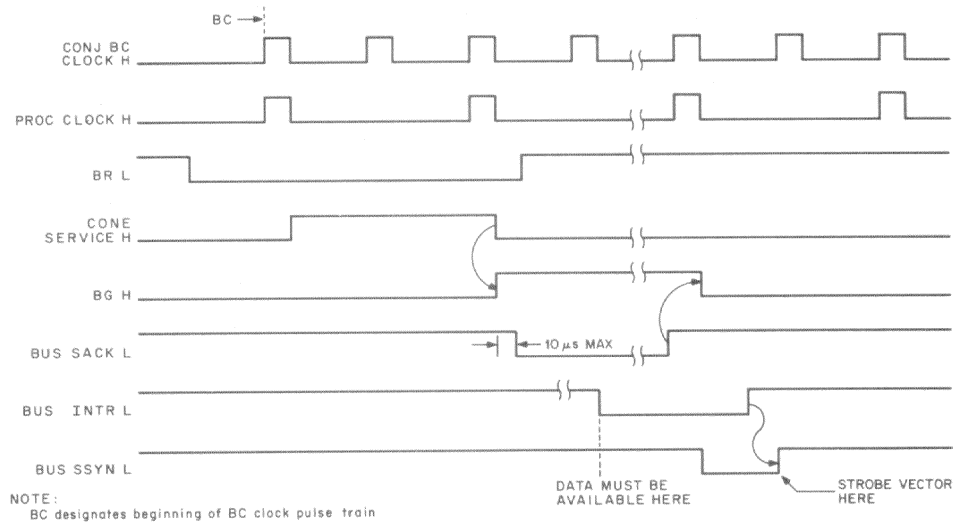 BC
CONJ BC
CLOCK H
PROC CLOCK H
BR L
CONE
SERVICE H
BG H
BUS SACK L
10 µs MAX
BUS INTR L
BUS SSYN L
DATA MUST BE
AVAILABLE HERE
STROBE VECTOR
HERE
NOTE:
BC designates beginning of BC clock pulse train